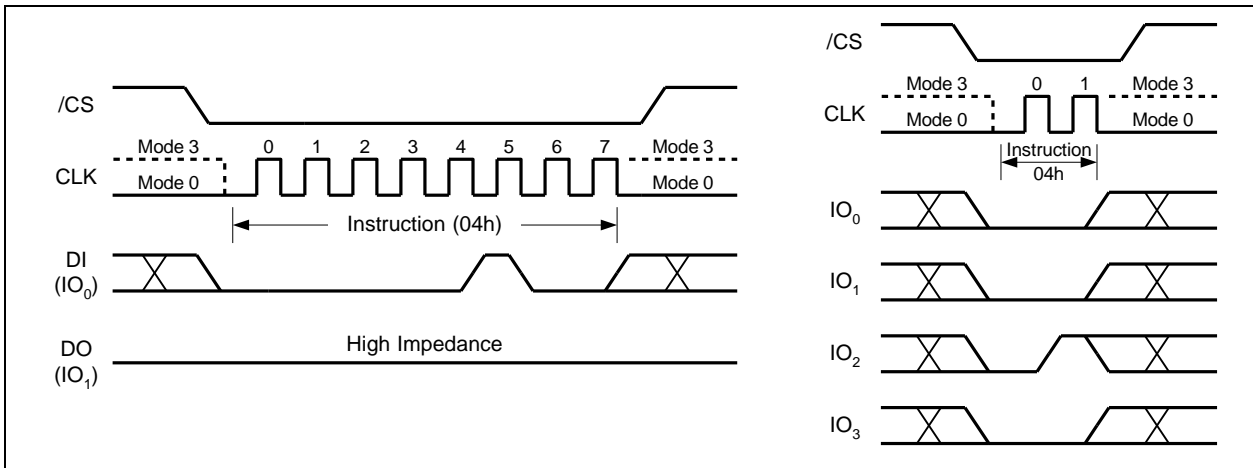 /CS
Mode 3
0 1 2 3 4 5 6 7
Mode 3
CLK
Mode 0
Mode 0
Instruction (04h)
DI
(IO0)
DO
(IO1)
High Impedance
/CS
Mode 3
0 1
Mode 3
CLK
Mode 0
Mode 0
Instruction
04h
IO0
IO1
IO2
IO3